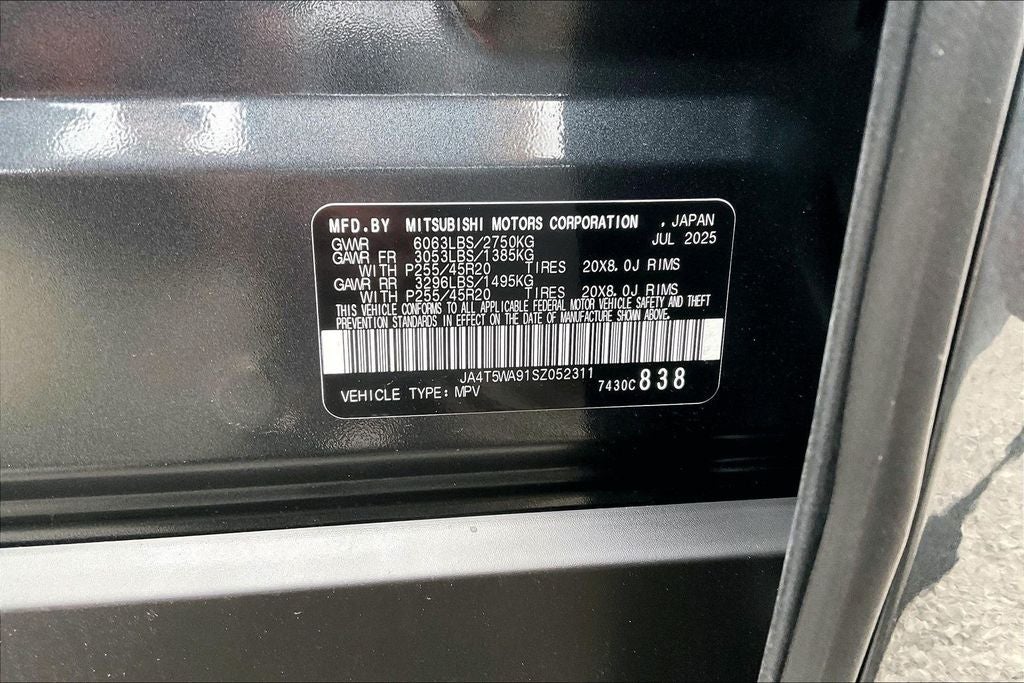 MFD.BY MITSUBISHI MOTORS CORPORATION , JAPAN
JUL 2025
GVWR 6063LBS/2750KG
GAWR FR 3053LBS/1385KG
WITH P255/45R20 TIRES 20X8.0J RIMS
GAWR RR 3296LBS/1495KG
WITH P255/45R20 TIRES 20X8.0J RIMS
THIS VEHICLE CONFORMS TO ALL APPLICABLE FEDERAL MOTOR VEHICLE SAFETY AND THEFT
PREVENTION STANDARDS IN EFFECT ON THE DATE OF MANUFACTURE SHOWN ABOVE.
JA4T5WA91SZ052311
VEHICLE TYPE: MPV 7430C 838